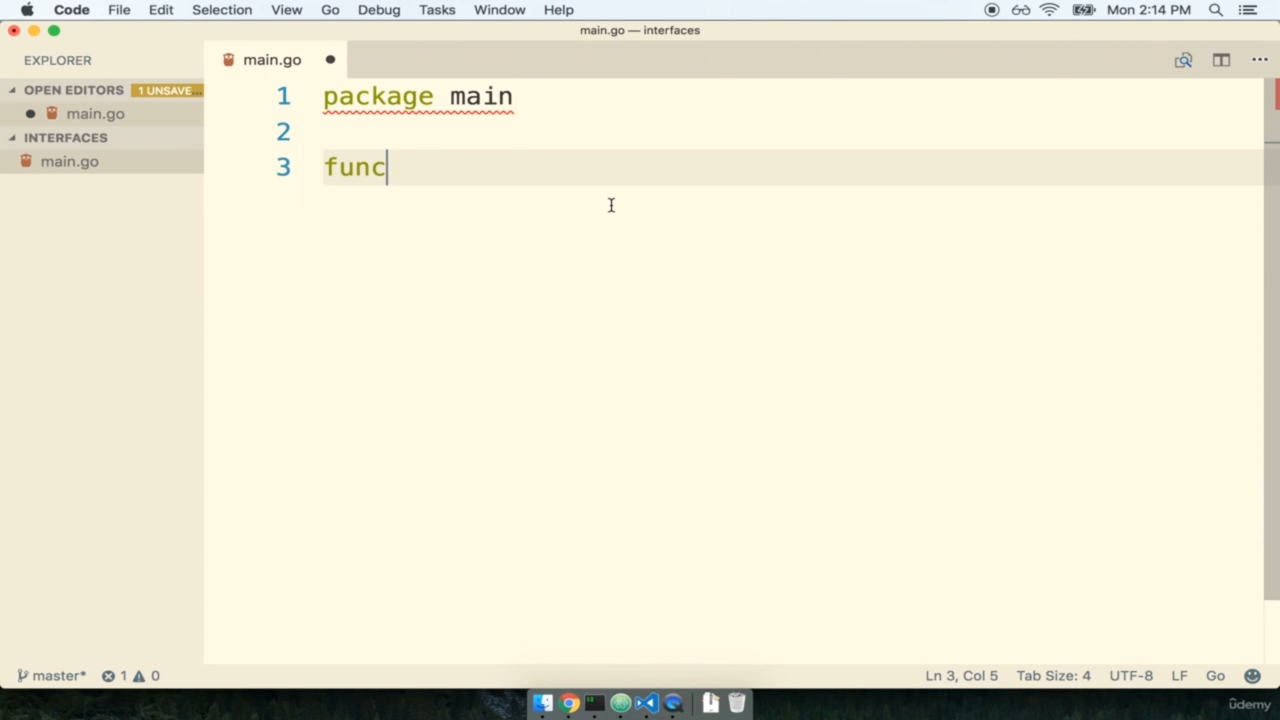 Code File Edit Selection View Go Debug Tasks Window Help Mon 2:14 PM
main.go — interfaces
EXPLORER
main.go
OPEN EDITORS 1 UNSAVE...
main.go
INTERFACES
main.go
1 package main
2
3 func
master* 1 0 Ln 3, Col 5 Tab Size: 4 UTF-8 LF Go
ûdemy